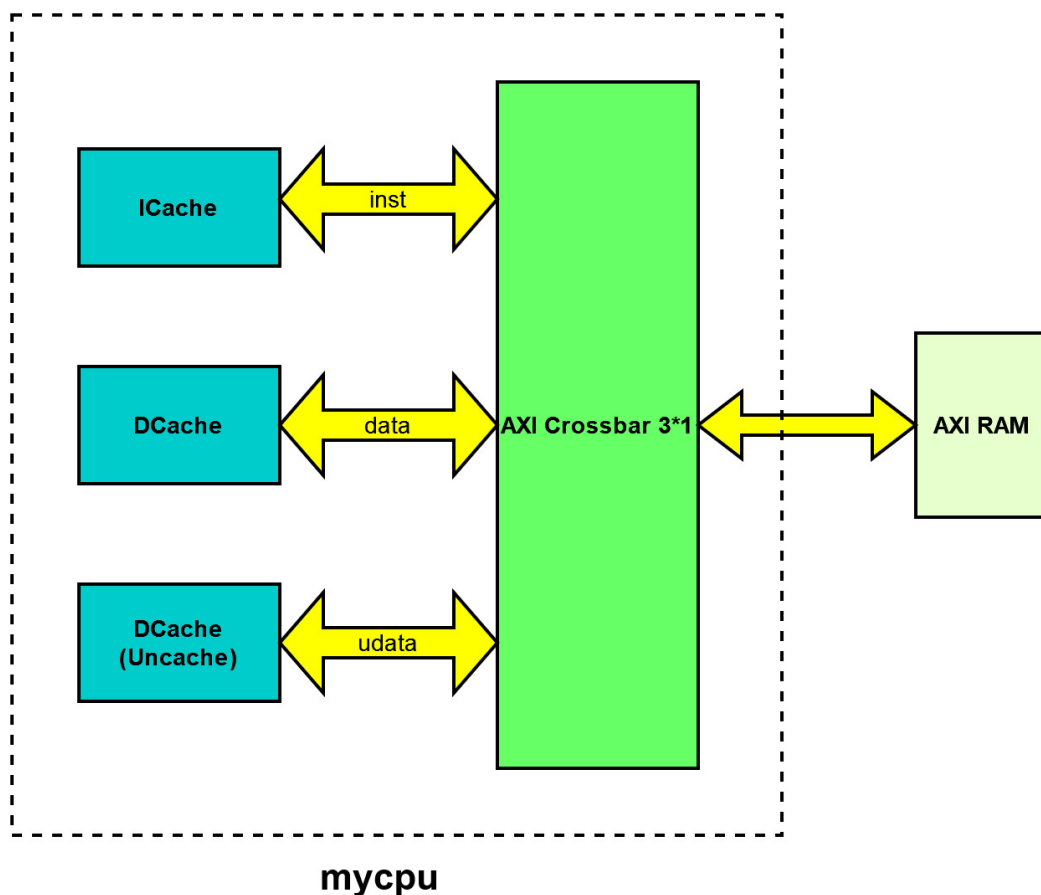 ICache
inst
DCache
data
AXI Crossbar 3*1
AXI RAM
DCache
(Uncache)
udata
mycpu